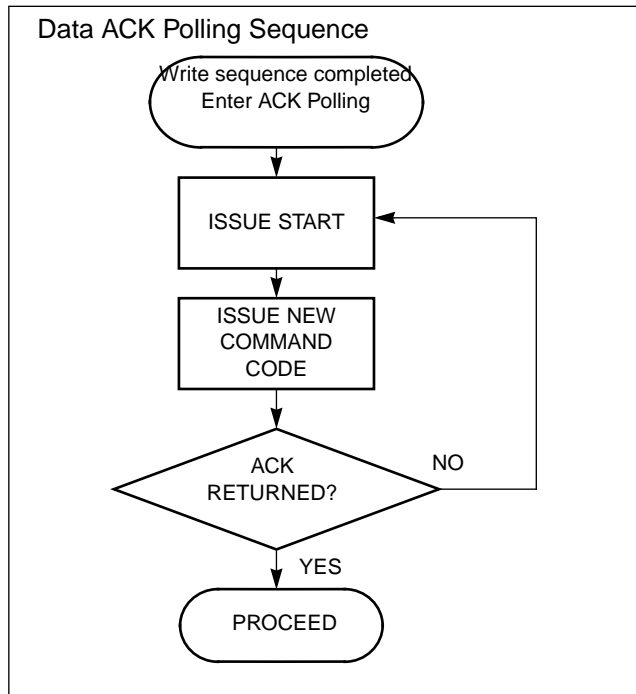 Data ACK Polling Sequence
Write sequence completed
Enter ACK Polling
ISSUE START
ISSUE NEW
COMMAND
CODE
ACK
RETURNED?
NO
YES
PROCEED